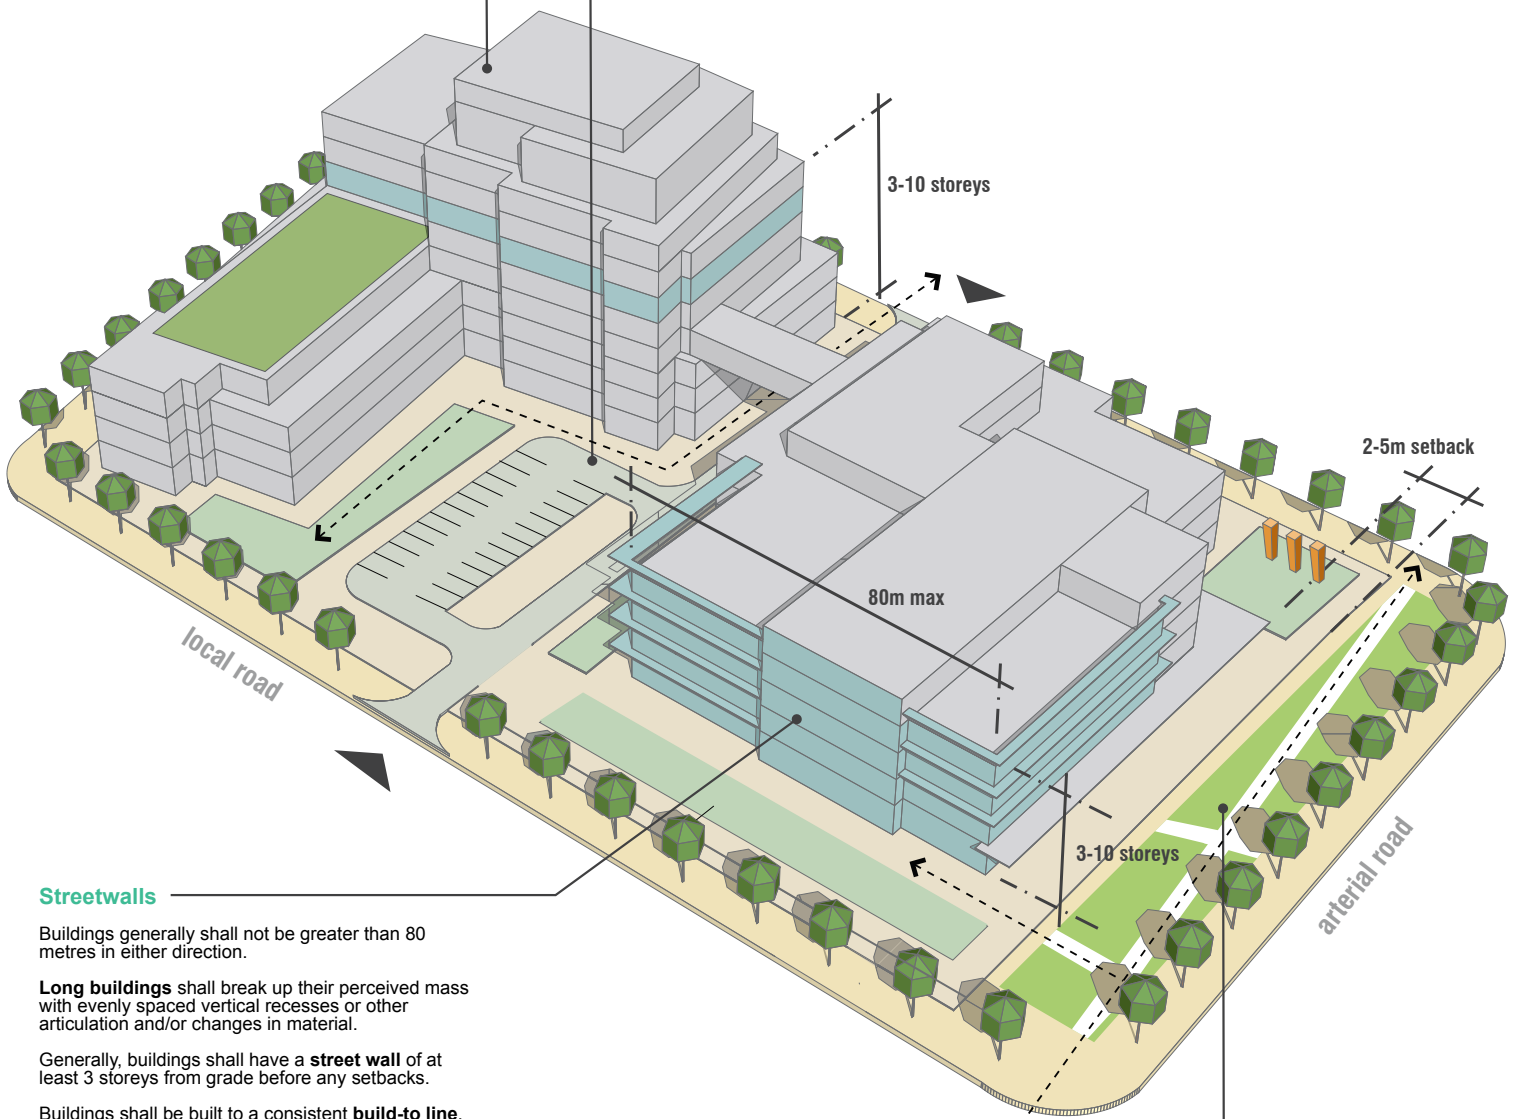 3-10 storeys
2-5m setback
80m max
local road
3-10 storeys
arterial road
Streetwalls
Buildings generally shall not be greater than 80
metres in either direction.
Long buildings shall break up their perceived mass
with evenly spaced vertical recesses or other
articulation and/or changes in material.
Generally, buildings shall have a street wall of at
least 3 storeys from grade before any setbacks.
Buildings shall be built to a consistent build-to line,